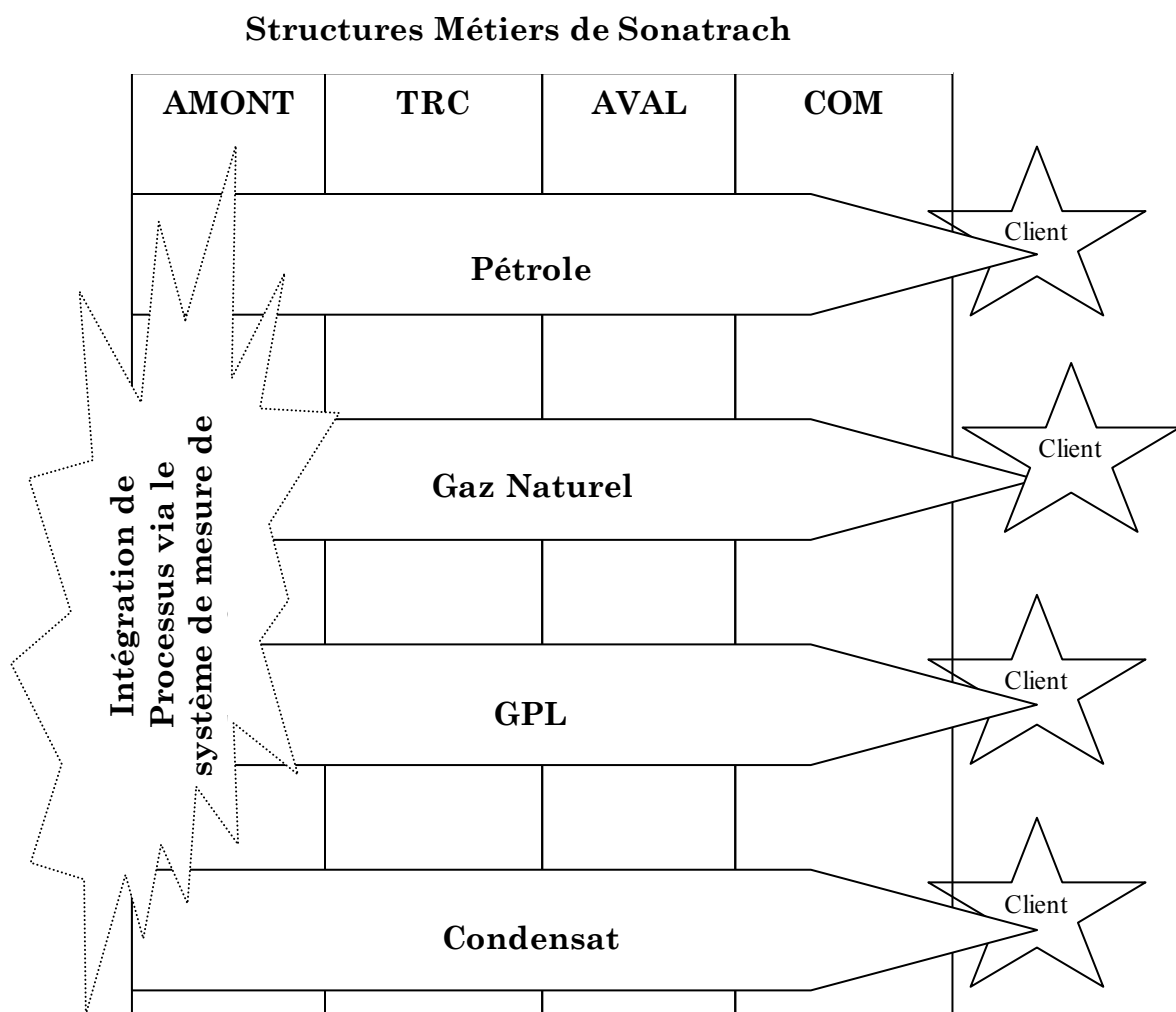 Structures Métiers de Sonatrach
AMONT TRC AVAL COM
Client
Pétrole
Client
Gaz Naturel
Intégration de
Processus via le
système de mesure de
Client
GPL
Client
Condensat